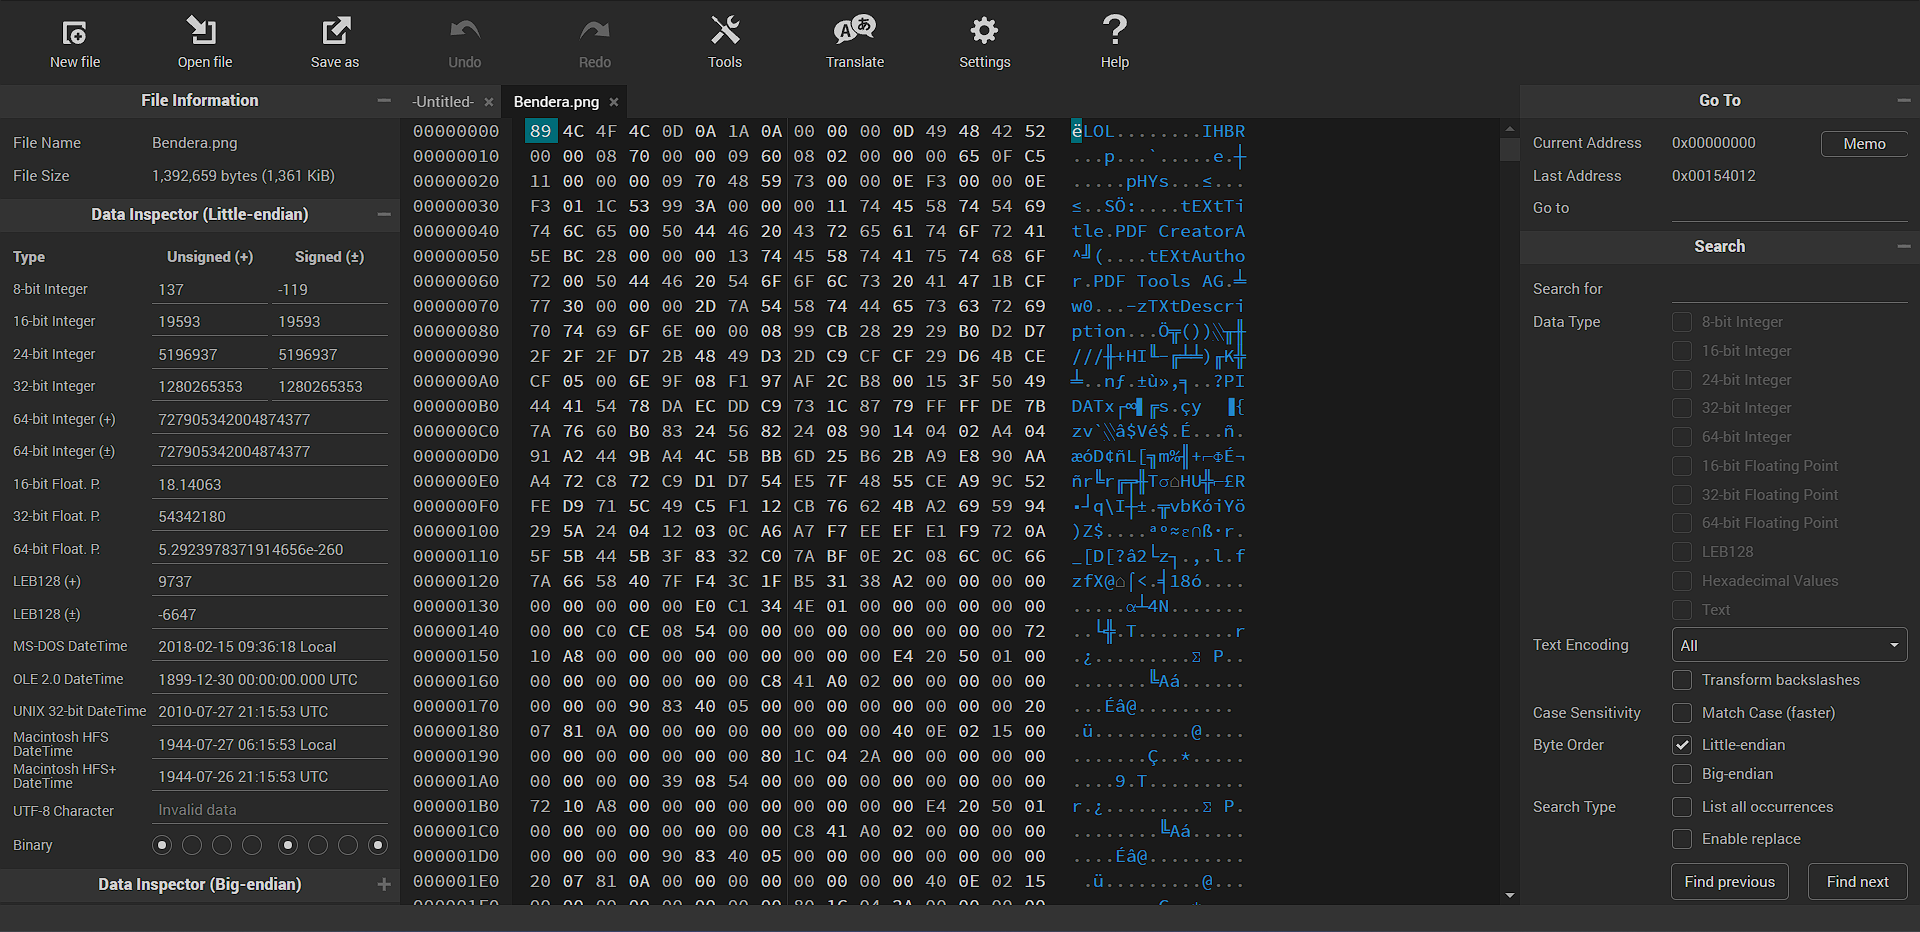 New file
Open file
Save as
Undo
Redo
Tools
Translate
Settings
Help
File Information
File Name Bendera.png
File Size 1,392,659 bytes (1,361 KiB)
Data Inspector (Little-endian)
Type Unsigned (+) Signed (±)
8-bit Integer 137 -119
16-bit Integer 19593 19593
24-bit Integer 5196937 5196937
32-bit Integer 1280265353 1280265353
64-bit Integer (+) 727905342004874377
64-bit Integer (±) 727905342004874377
16-bit Float. P. 18.14063
32-bit Float. P. 54342180
64-bit Float. P. 5.2923978371914656e-260
LEB128 (+) 9737
LEB128 (±) -6647
MS-DOS DateTime 2018-02-15 09:36:18 Local
OLE 2.0 DateTime 1899-12-30 00:00:00.000 UTC
UNIX 32-bit DateTime 2010-07-27 21:15:53 UTC
Macintosh HFS
DateTime 1944-07-27 06:15:53 Local
Macintosh HFS+
DateTime 1944-07-26 21:15:53 UTC
UTF-8 Character Invalid data
Binary
Data Inspector (Big-endian)
-Untitled- Bendera.png
00000000 89 4C 4F 4C 0D 0A 1A 0A 00 00 00 0D 49 48 42 52 ëLOL........IHBR
00000010 00 00 08 70 00 00 09 60 08 02 00 00 00 65 0F C5 ...p...`.....e.┼
00000020 11 00 00 00 09 70 48 59 73 00 00 0E F3 00 00 0E .....pHYs...≤...
00000030 F3 01 1C 53 99 3A 00 00 00 11 74 45 58 74 54 69 ≤..SÖ:....tEXtTi
00000040 74 6C 65 00 50 44 46 20 43 72 65 61 74 6F 72 41 tle.PDF CreatorA
00000050 5E BC 28 00 00 00 13 74 45 58 74 41 75 74 68 6F ^╝(....tEXtAutho
00000060 72 00 50 44 46 20 54 6F 6F 6C 73 20 41 47 1B CF r.PDF Tools AG.╧
00000070 77 30 00 00 00 2D 7A 54 58 74 44 65 73 63 72 69 w0...-zTXtDescri
00000080 70 74 69 6F 6E 00 00 08 99 CB 28 29 29 B0 D2 D7 ption...Ö╦())░╥╫
00000090 2F 2F 2F D7 2B 48 49 D3 2D C9 CF CF 29 D6 4B CE ///╫+HI╙-╔╧╧)╓K╬
000000A0 CF 05 00 6E 9F 08 F1 97 AF 2C B8 00 15 3F 50 49 ╧..nƒ.±ù»,╕..?PI
000000B0 44 41 54 78 DA EC DD C9 73 1C 87 79 FF FF DE 7B DATx┌∞▌╔s.çy  ▐{
000000C0 7A 76 60 B0 83 24 56 82 24 08 90 14 04 02 A4 04 zv`░â$Vé$.É...ñ.
000000D0 91 A2 44 9B A4 4C 5B BB 6D 25 B6 2B A9 E8 90 AA æóD¢ñL[╗m%╢+⌐ΦÉ¬
000000E0 A4 72 C8 72 C9 D1 D7 54 E5 7F 48 55 CE A9 9C 52 ñr╚r╔╤╫Tσ⌂HU╬⌐£R
000000F0 FE D9 71 5C 49 C5 F1 12 CB 76 62 4B A2 69 59 94 ▪┘q\I┼±.╦vbKóiYö
00000100 29 5A 24 04 12 03 0C A6 A7 F7 EE EF E1 F9 72 0A )Z$....ªº≈ε∩ß·r.
00000110 5F 5B 44 5B 3F 83 32 C0 7A BF 0E 2C 08 6C 0C 66 _[D[?â2└z┐.,.l.f
00000120 7A 66 58 40 7F F4 3C 1F B5 31 38 A2 00 00 00 00 zfX@⌂⌠<.╡18ó....
00000130 00 00 00 00 00 E0 C1 34 4E 01 00 00 00 00 00 00 .....α┴4N.......
00000140 00 00 C0 CE 08 54 00 00 00 00 00 00 00 00 00 72 ..└╬.T.........r
00000150 10 A8 00 00 00 00 00 00 00 00 00 E4 20 50 01 00 .¿.........Σ P..
00000160 00 00 00 00 00 00 00 C8 41 A0 02 00 00 00 00 00 .......╚Aá......
00000170 00 00 00 90 83 40 05 00 00 00 00 00 00 00 00 20 ...Éâ@.........
00000180 07 81 0A 00 00 00 00 00 00 00 00 40 0E 02 15 00 .ü.........@....
00000190 00 00 00 00 00 00 00 80 1C 04 2A 00 00 00 00 00 .......Ç..*.....
000001A0 00 00 00 00 39 08 54 00 00 00 00 00 00 00 00 00 ....9.T.........
000001B0 72 10 A8 00 00 00 00 00 00 00 00 00 E4 20 50 01 r.¿.........Σ P.
000001C0 00 00 00 00 00 00 00 00 C8 41 A0 02 00 00 00 00 ........╚Aá.....
000001D0 00 00 00 00 90 83 40 05 00 00 00 00 00 00 00 00 ....Éâ@.........
000001E0 20 07 81 0A 00 00 00 00 00 00 00 00 40 0E 02 15 .ü.........@...
Go To
Current Address 0x00000000 Memo
Last Address 0x00154012
Go to
Search
Search for
Data Type 8-bit Integer
16-bit Integer
24-bit Integer
32-bit Integer
64-bit Integer
16-bit Floating Point
32-bit Floating Point
64-bit Floating Point
LEB128
Hexadecimal Values
Text
Text Encoding All
Transform backslashes
Case Sensitivity Match Case (faster)
Byte Order Little-endian
Big-endian
Search Type List all occurrences
Enable replace
Find previous Find next